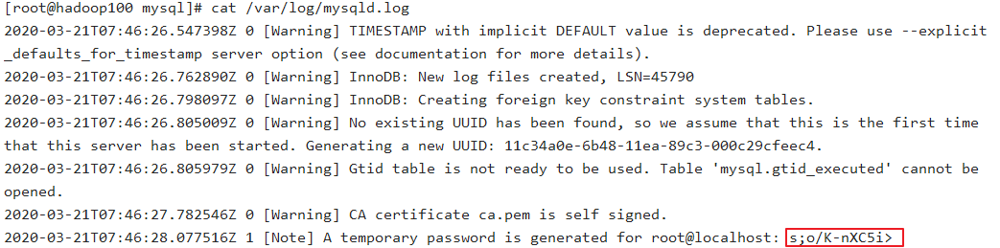 [root@hadoop100 mysql]# cat /var/log/mysqld.log
2020-03-21T07:46:26.547398Z 0 [Warning] TIMESTAMP with implicit DEFAULT value is deprecated. Please use --explicit
_defaults_for_timestamp server option (see documentation for more details).
2020-03-21T07:46:26.762890Z 0 [Warning] InnoDB: New log files created, LSN=45790
2020-03-21T07:46:26.798097Z 0 [Warning] InnoDB: Creating foreign key constraint system tables.
2020-03-21T07:46:26.805009Z 0 [Warning] No existing UUID has been found, so we assume that this is the first time
that this server has been started. Generating a new UUID: 11c34a0e-6b48-11ea-89c3-000c29cfeec4.
2020-03-21T07:46:26.805979Z 0 [Warning] Gtid table is not ready to be used. Table 'mysql.gtid_executed' cannot be
opened.
2020-03-21T07:46:27.782546Z 0 [Warning] CA certificate ca.pem is self signed.
2020-03-21T07:46:28.077516Z 1 [Note] A temporary password is generated for root@localhost: s;o/K-nXC5i>